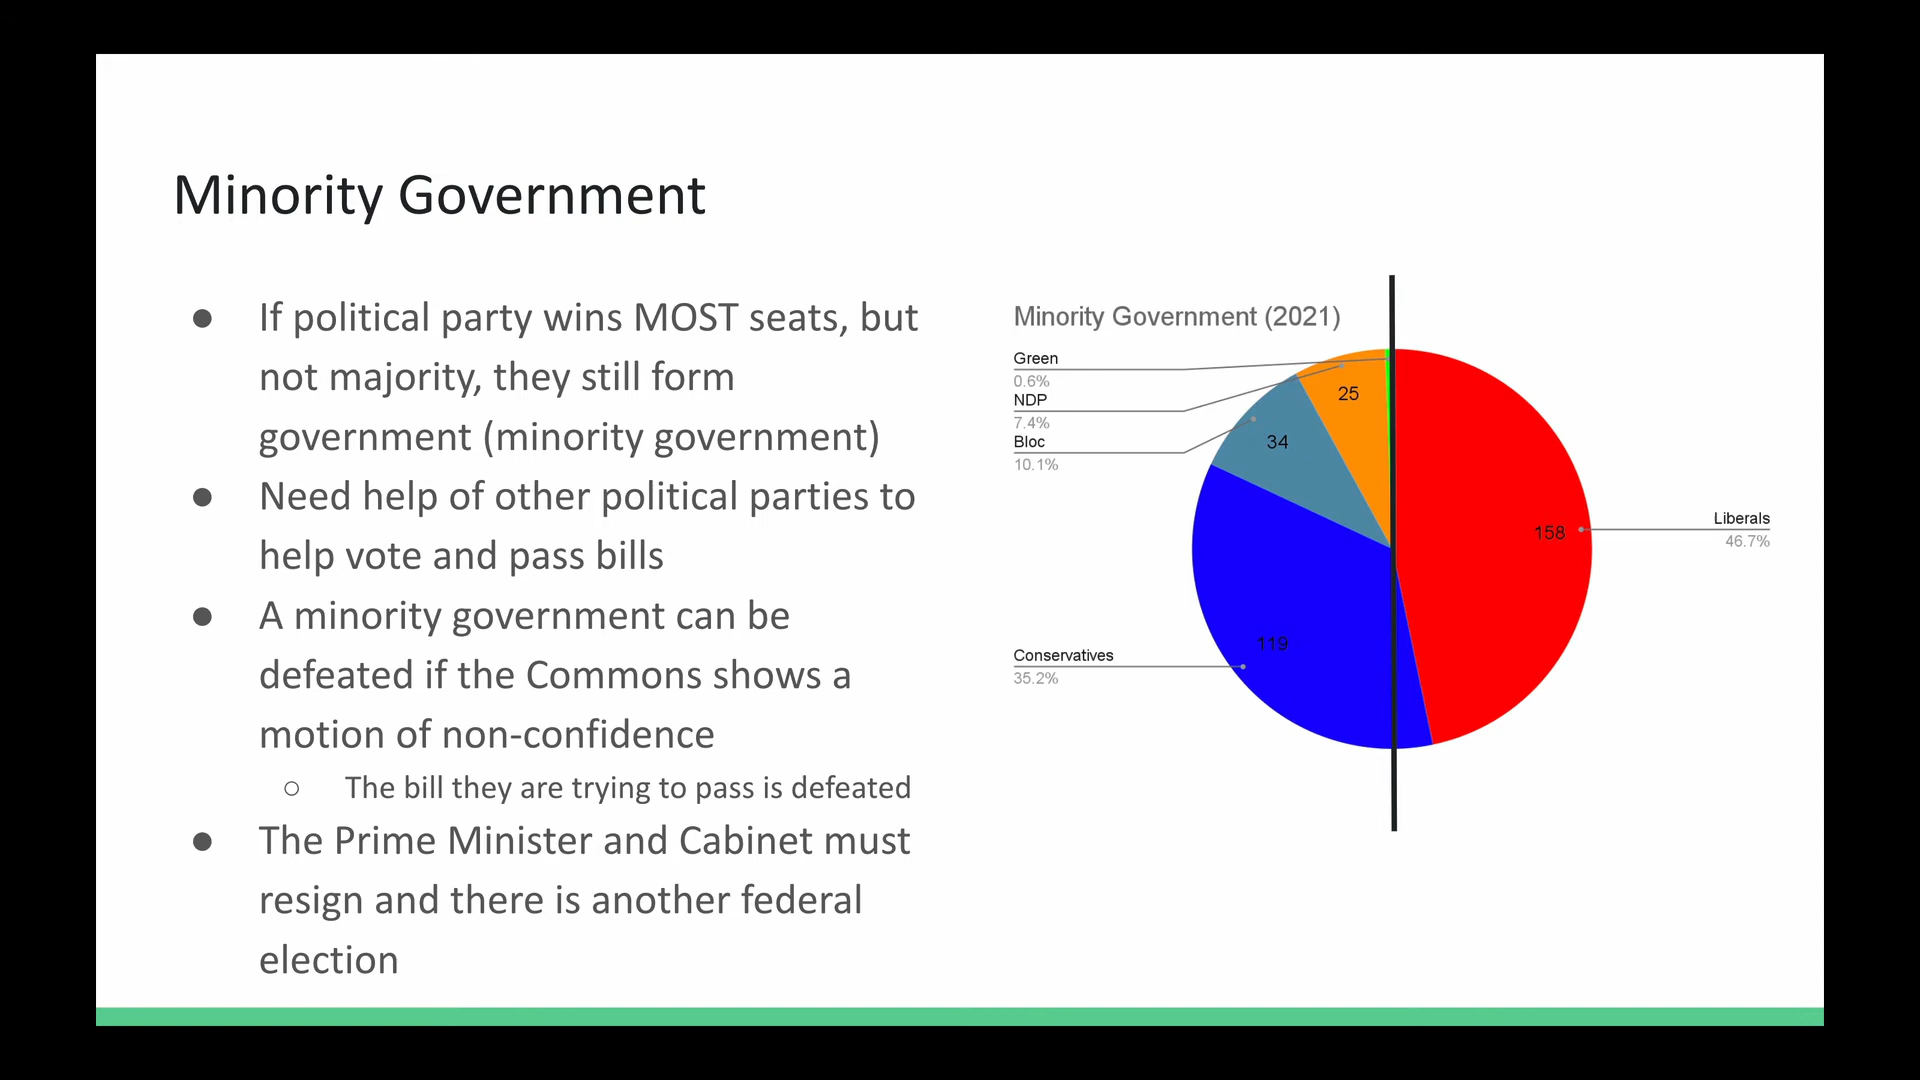 Minority Government
● If political party wins MOST seats, but
not majority, they still form
government (minority government)
● Need help of other political parties to
help vote and pass bills
● A minority government can be
defeated if the Commons shows a
motion of non-confidence
○ The bill they are trying to pass is defeated
● The Prime Minister and Cabinet must
resign and there is another federal
election
Minority Government (2021)
Green
0.6%
NDP
7.4%
Bloc
10.1%
Conservatives
35.2%
25
34
119
158
Liberals
46.7%